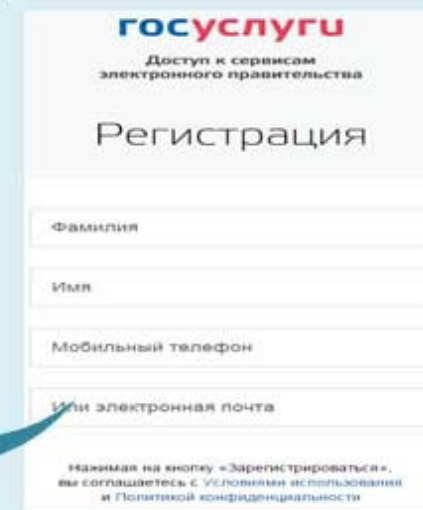 госуслуги
Доступ к сервисам
электронного правительства
Регистрация
Фамилия
Имя
Мобильный телефон
Или электронная почта
Нажимая на кнопку «Зарегистрироваться»,
вы соглашаетесь с Условиями использования
и Политикой конфиденциальности